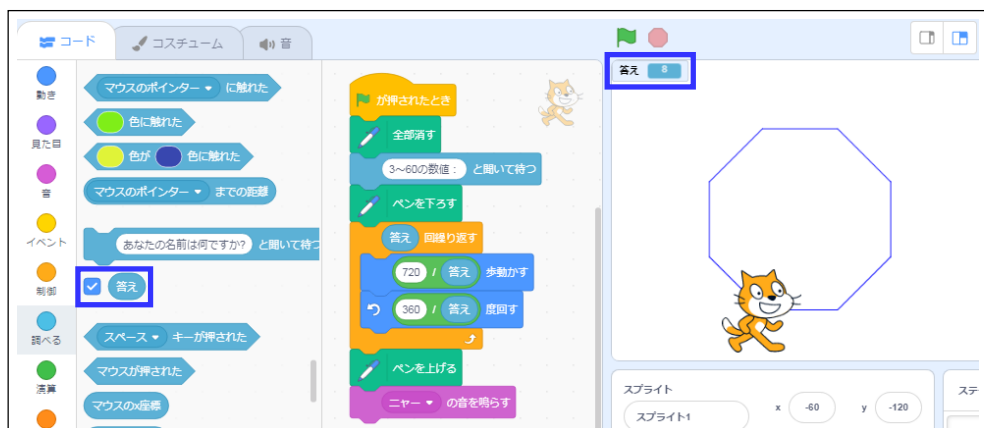 コード
コスチューム
音
動き
見た目
音
イベント
制御
調べる
演算
マウスのポインター に触れた
色に触れた
色が 色に触れた
マウスのポインター までの距離
あなたの名前は何ですか? と聞いて待つ
答え
スペース キーが押された
マウスが押された
マウスのx座標
が押されたとき
全部消す
3～60の数値： と聞いて待つ
ペンを下ろす
答え 回繰り返す
720 / 答え 歩動かす
360 / 答え 度回す
ペンを上げる
ニャー の音を鳴らす
答え 8
スプライト
スプライト1
x -60 y -120
ステ